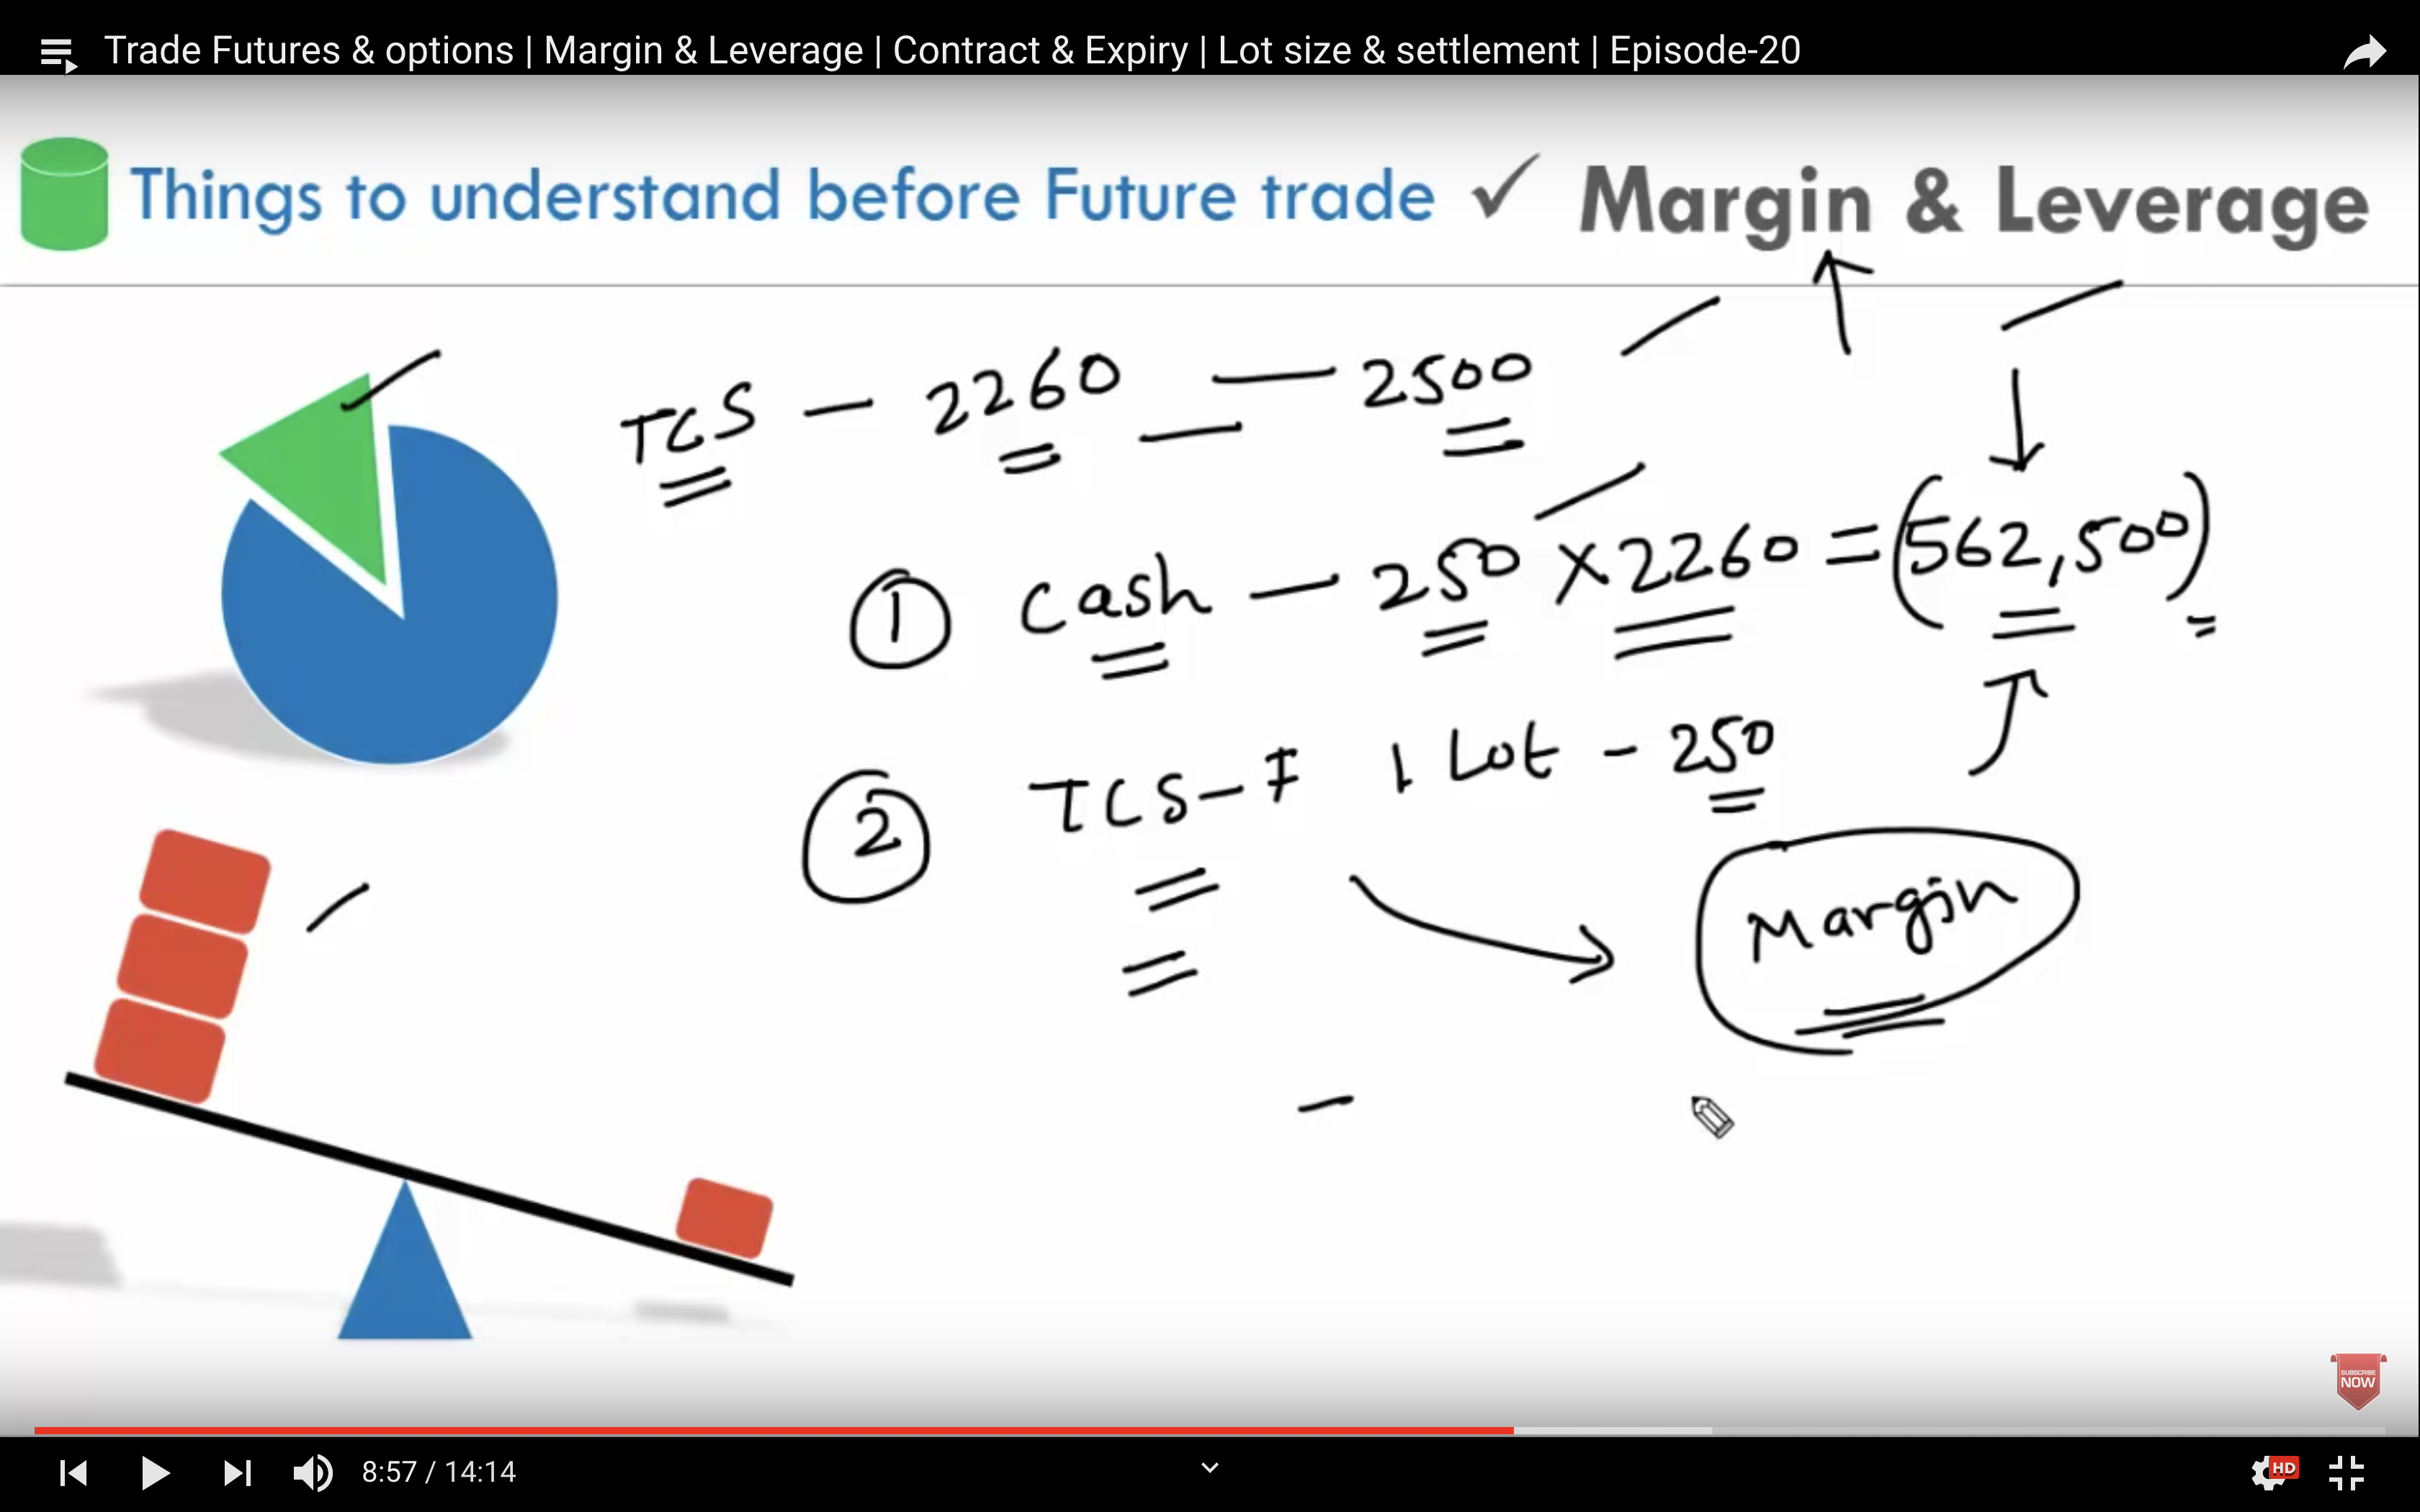 Trade Futures & options | Margin & Leverage | Contract & Expiry | Lot size & settlement | Episode-20
Things to understand before Future trade ✓ Margin & Leverage
TCS - 2260 - 2500
① Cash - 250 × 2260 = (562,500)
② TCS-F 1 Lot - 250
Margin
SUBSCRIBE
NOW
8:57 / 14:14
HD